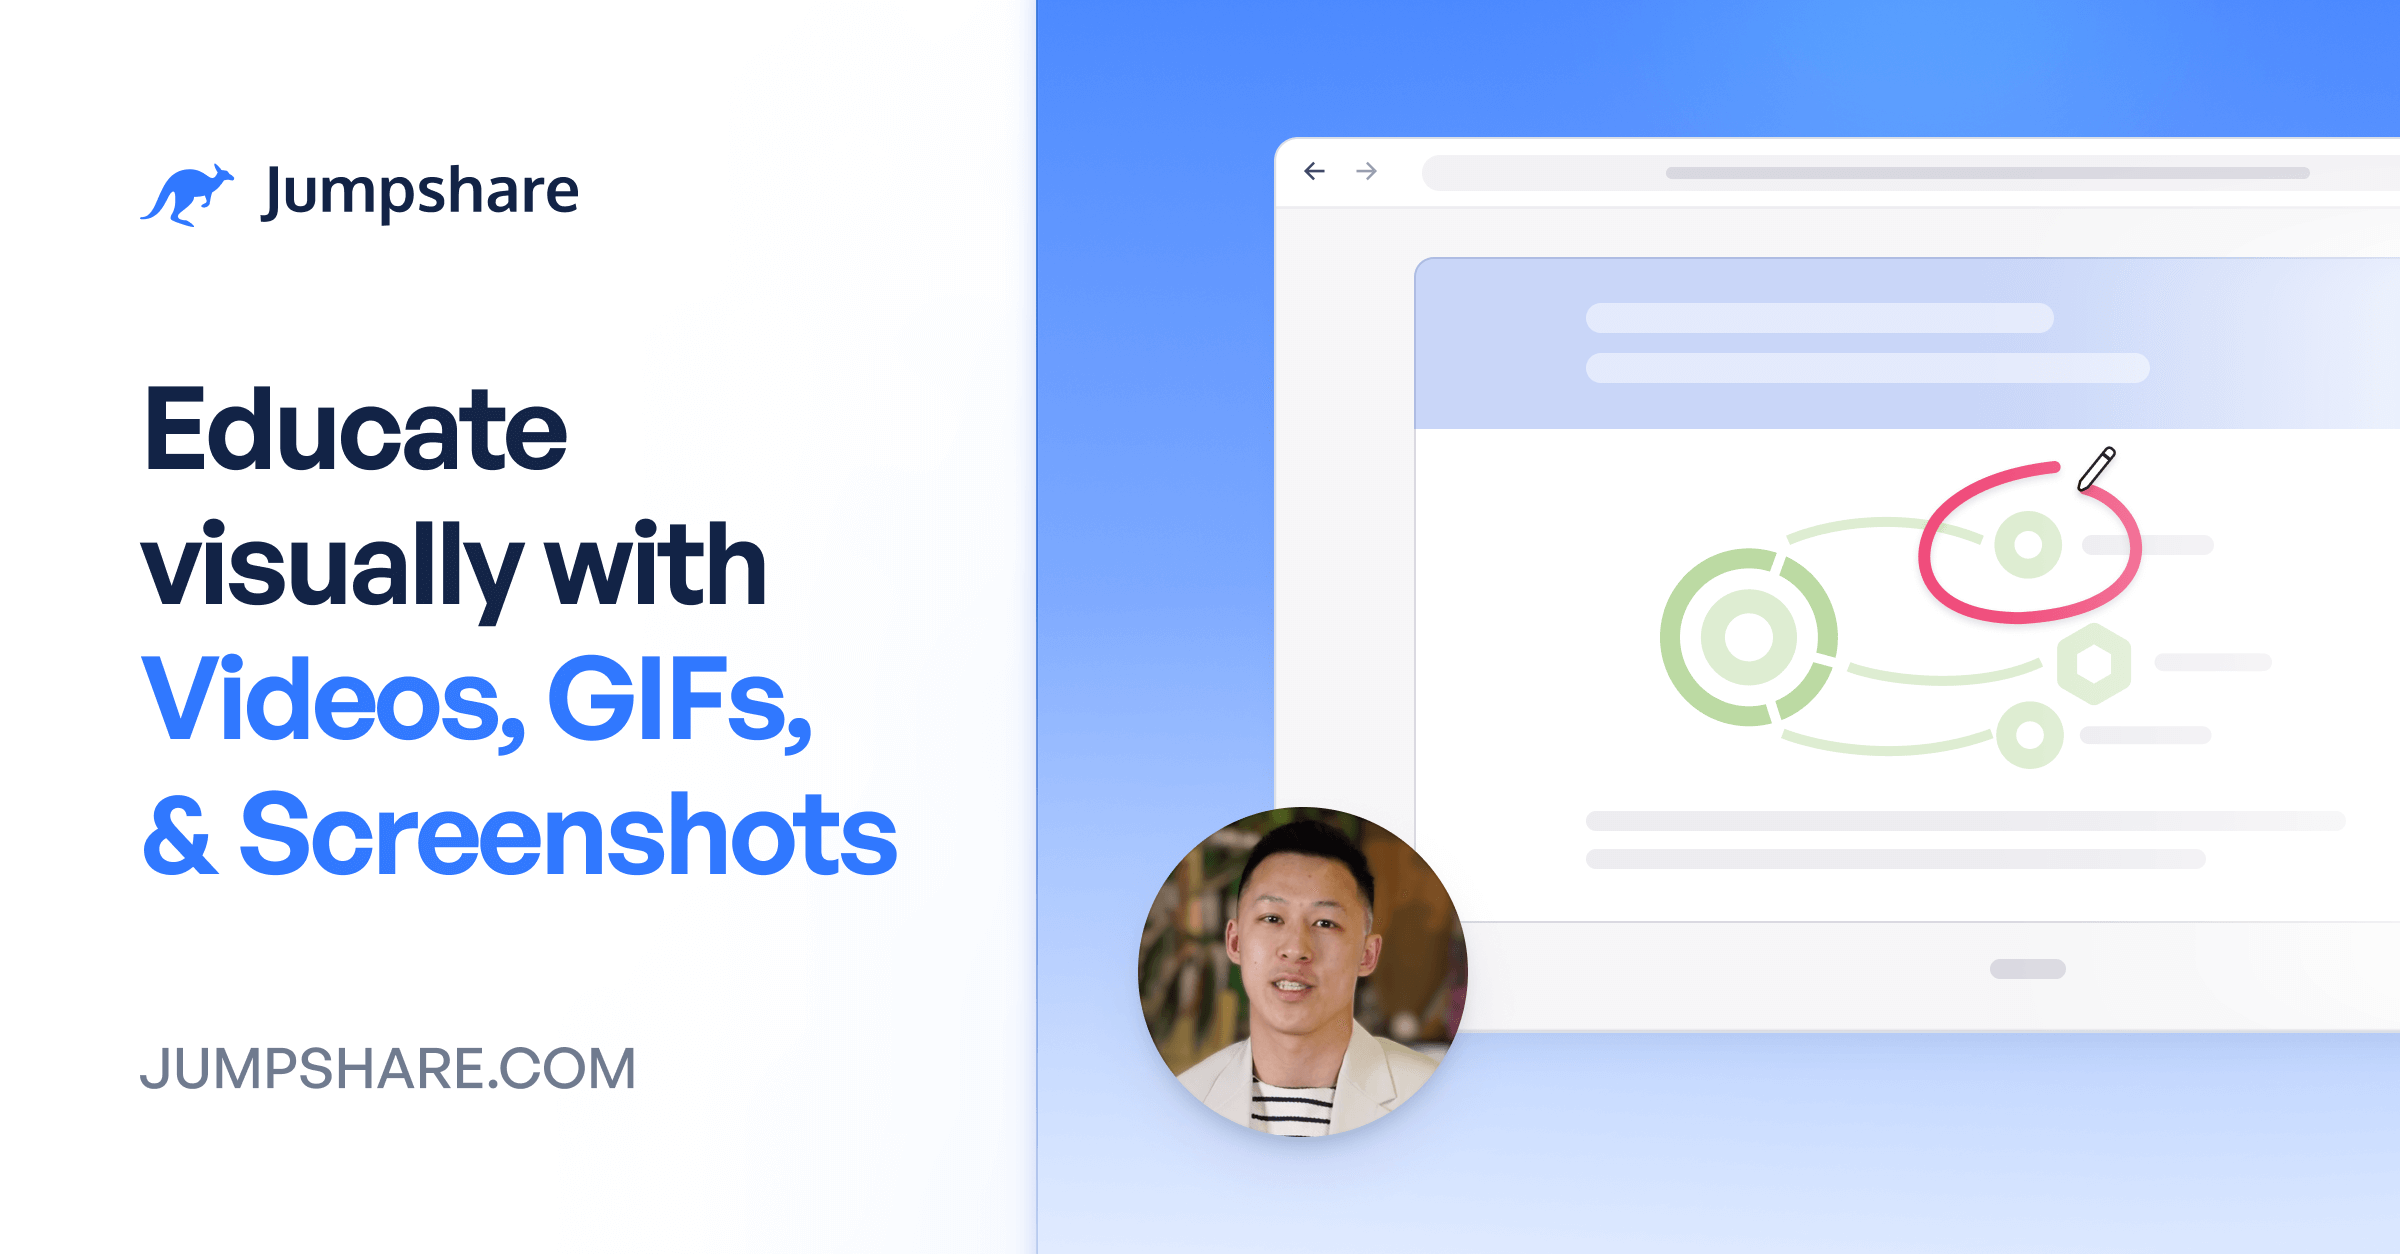 Jumpshare
Educate
visually with
Videos, GIFs,
& Screenshots
JUMPSHARE.COM